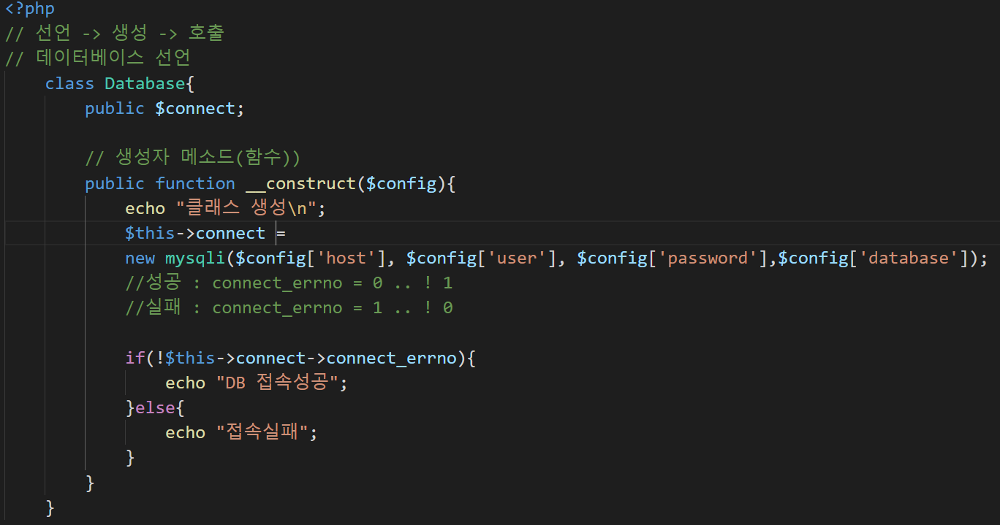 <?php
// 선언 -> 생성 -> 호출
// 데이터베이스 선언
class Database{
public $connect;
// 생성자 메소드(함수))
public function __construct($config){
echo "클래스 생성\n";
$this->connect =
new mysqli($config['host'], $config['user'], $config['password'],$config['database']);
//성공 : connect_errno = 0 .. ! 1
//실패 : connect_errno = 1 .. ! 0
if(!$this->connect->connect_errno){
echo "DB 접속성공";
}else{
echo "접속실패";
}
}
}